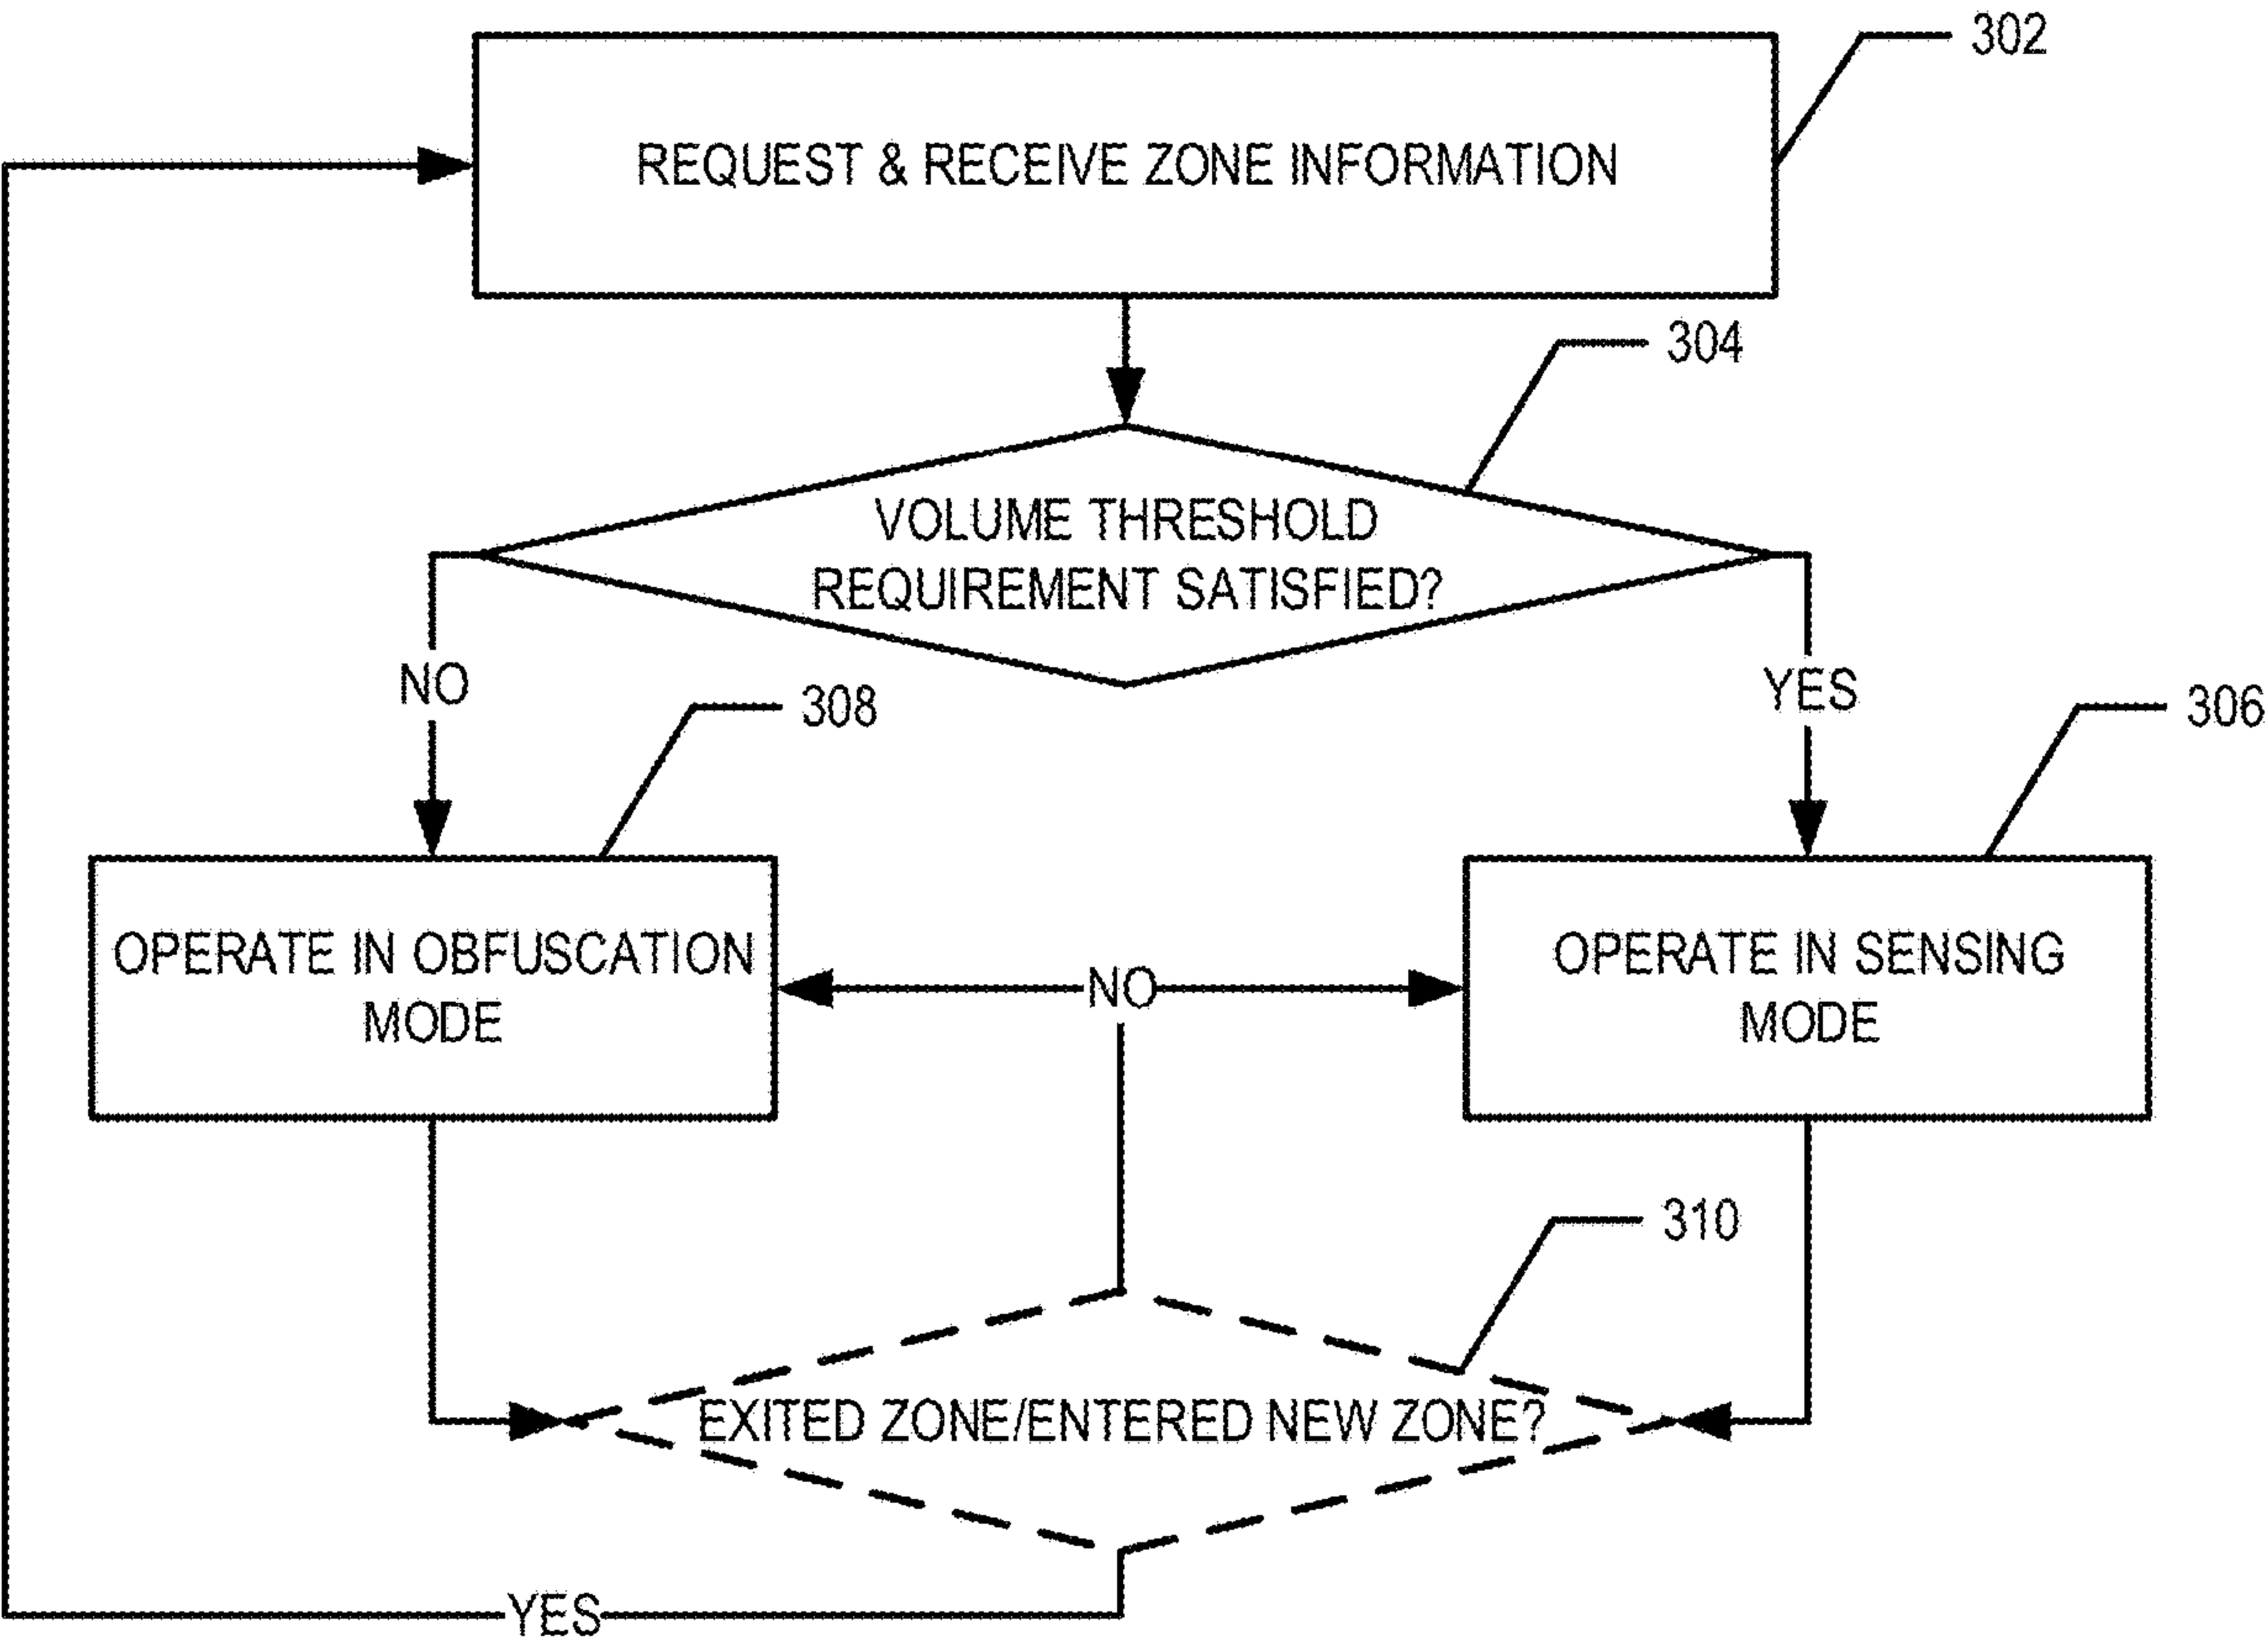 302
REQUEST & RECEIVE ZONE INFORMATION
304
VOLUME THRESHOLD
REQUIREMENT SATISFIED?
NO
YES
308
306
OPERATE IN OBFUSCATION
MODE
NO
OPERATE IN SENSING
MODE
310
EXITED ZONE/ENTERED NEW ZONE?
YES